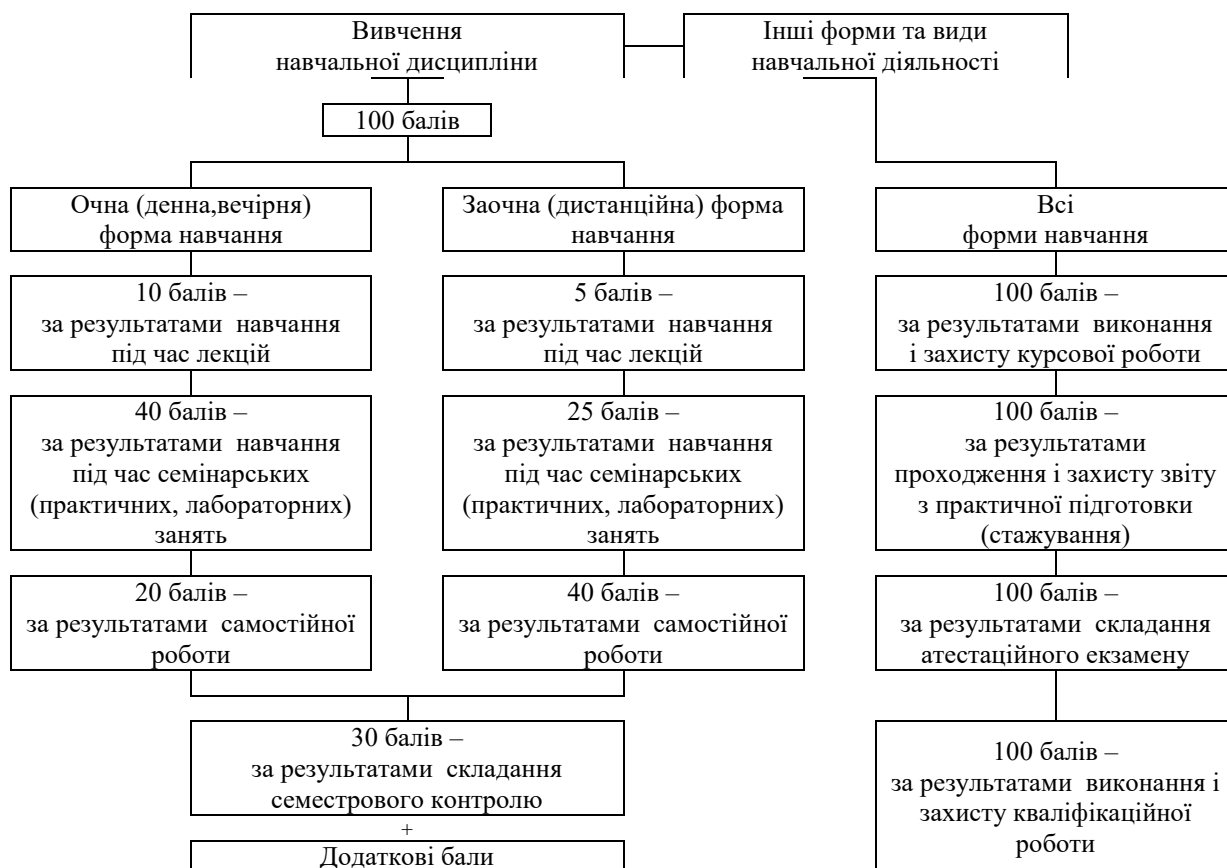 Вивчення
навчальної дисципліни
Інші форми та види
навчальної діяльності
100 балів
Очна (денна,вечірня)
форма навчання
Заочна (дистанційна) форма
навчання
Всі
форми навчання
10 балів –
за результатами навчання
під час лекцій
5 балів –
за результатами навчання
під час лекцій
100 балів –
за результатами виконання
і захисту курсової роботи
40 балів –
за результатами навчання
під час семінарських
(практичних, лабораторних)
занять
25 балів –
за результатами навчання
під час семінарських
(практичних, лабораторних)
занять
100 балів –
за результатами
проходження і захисту звіту
з практичної підготовки
(стажування)
20 балів –
за результатами самостійної
роботи
40 балів –
за результатами самостійної
роботи
100 балів –
за результатами складання
атестаційного екзамену
30 балів –
за результатами складання
семестрового контролю
+
Додаткові бали
100 балів –
за результатами виконання і
захисту кваліфікаційної
роботи